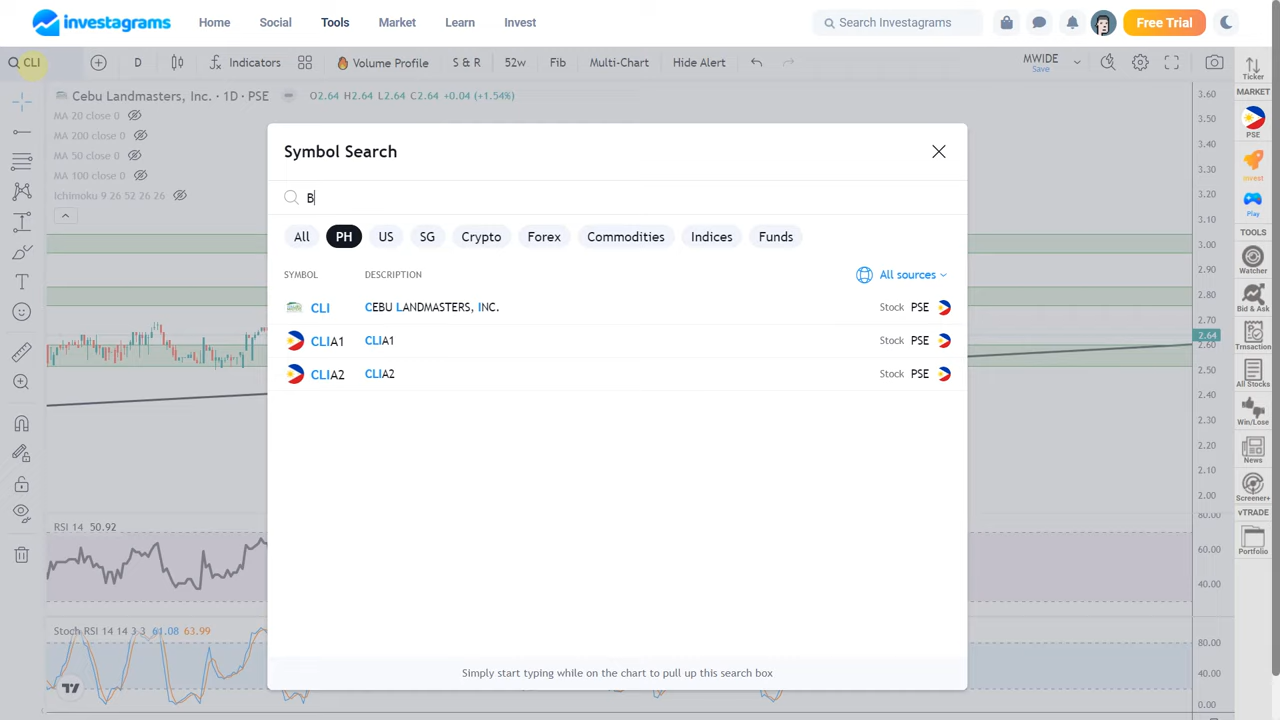 investagrams Home Social Tools Market Learn Invest Search Investagrams Free Trial
CLI D Indicators Volume Profile S & R 52w Fib Multi-Chart Hide Alert MWIDE
Save
Ticker
MARKET
PSE
Invest
Play
TOOLS
Watcher
Bid & Ask
Trnsaction
All Stocks
Win/Lose
News
Screener+
vTRADE
Portfolio
Cebu Landmasters, Inc. · 1D · PSE O2.64 H2.64 L2.64 C2.64 +0.04 (+1.54%)
MA 20 close 0
MA 200 close 0
MA 50 close 0
MA 100 close 0
Ichimoku 9 26 52 26 26
Symbol Search
B
All PH US SG Crypto Forex Commodities Indices Funds
SYMBOL DESCRIPTION All sources
CLI CEBU LANDMASTERS, INC. Stock PSE
CLIA1 CLIA1 Stock PSE
CLIA2 CLIA2 Stock PSE
Simply start typing while on the chart to pull up this search box
3.60
3.50
3.40
3.30
3.20
3.10
3.00
2.90
2.80
2.70
2.64
2.60
2.50
2.40
2.30
2.20
2.10
2.00
RSI 14 50.92
80.00
60.00
40.00
Stoch RSI 14 14 3 3 61.08 63.99
80.00
40.00
0.00